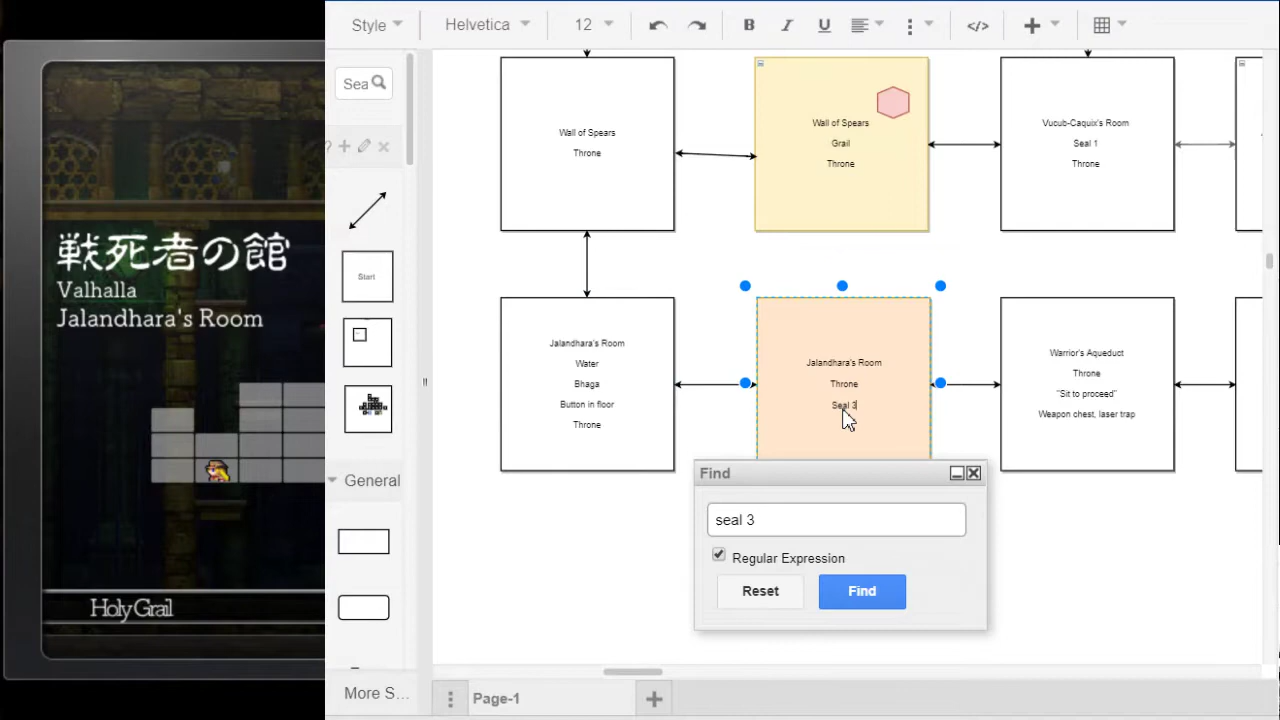 戦死者の館
Valhalla
Jalandhara's Room
Holy Grail
Style
Helvetica
12
B
I
U
</>
Sea
Start
General
More S...
Wall of Spears
Throne
Wall of Spears
Grail
Throne
Vucub-Caquix's Room
Seal 1
Throne
Jalandhara's Room
Water
Bhaga
Button in floor
Throne
Jalandhara's Room
Throne
Seal 3
Warrior's Aqueduct
Throne
"Sit to proceed"
Weapon chest, laser trap
Find
seal 3
Regular Expression
Reset
Find
Page-1